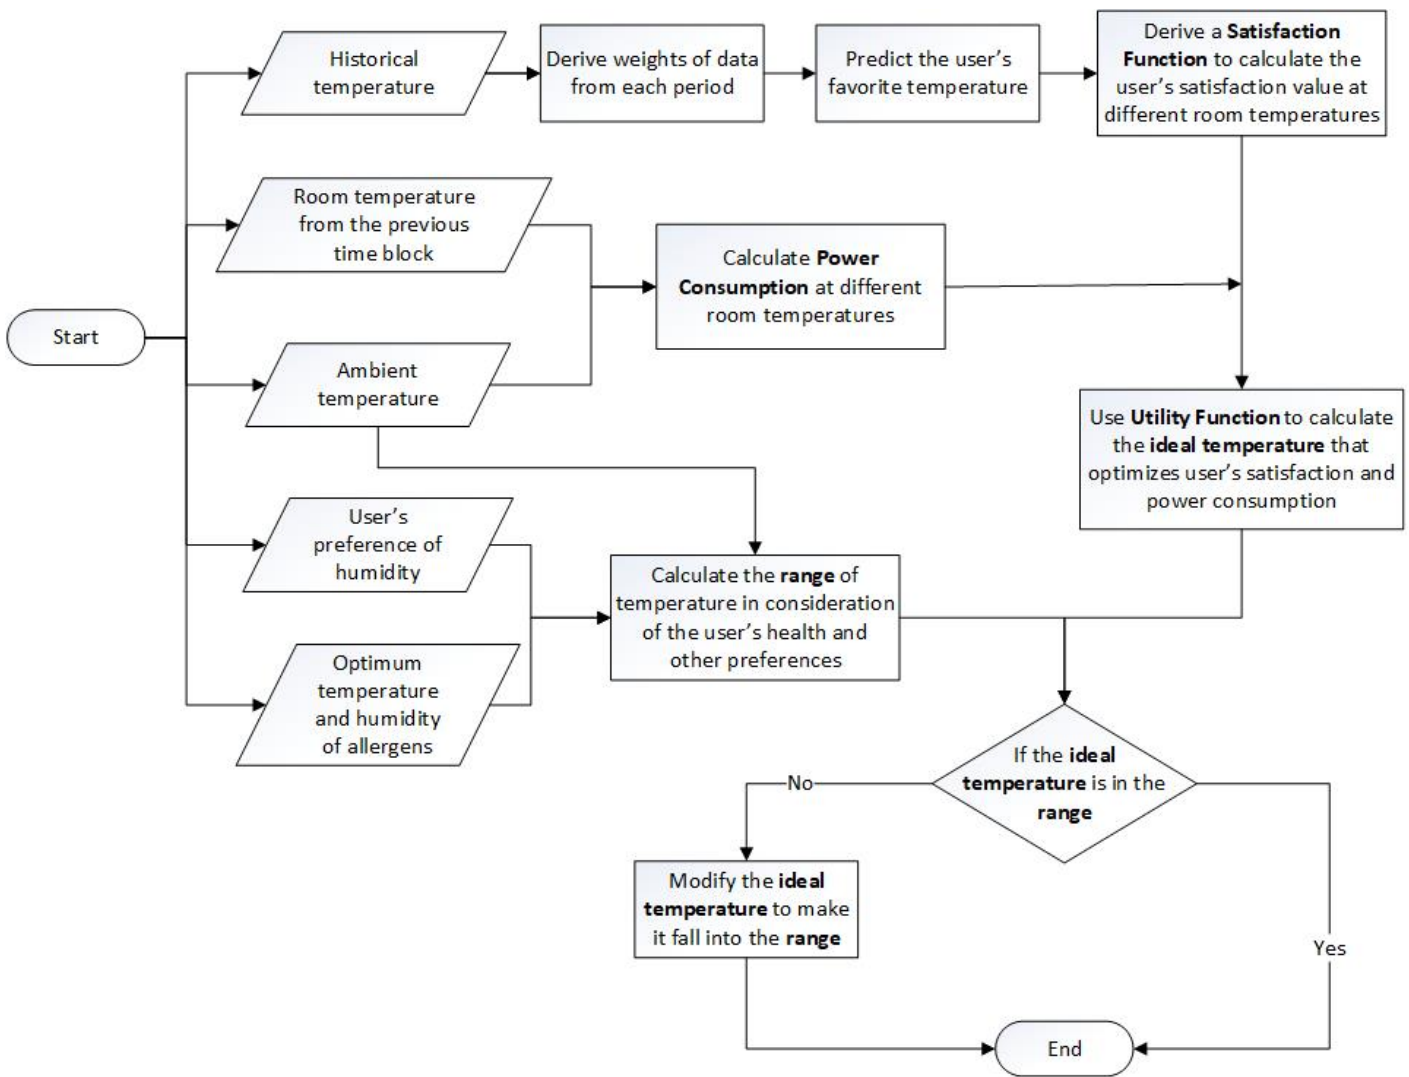 Historical
temperature
Derive weights of data
from each period
Predict the user's
favorite temperature
Derive a Satisfaction
Function to calculate the
user's satisfaction value at
different room temperatures
Room temperature
from the previous
time block
Calculate Power
Consumption at different
room temperatures
Start
Ambient
temperature
Use Utility Function to calculate
the ideal temperature that
optimizes user's satisfaction and
power consumption
User's
preference of
humidity
Calculate the range of
temperature in consideration
of the user's health and
other preferences
Optimum
temperature
and humidity
of allergens
If the ideal
temperature is in the
range
No
Modify the ideal
temperature to make
it fall into the range
Yes
End